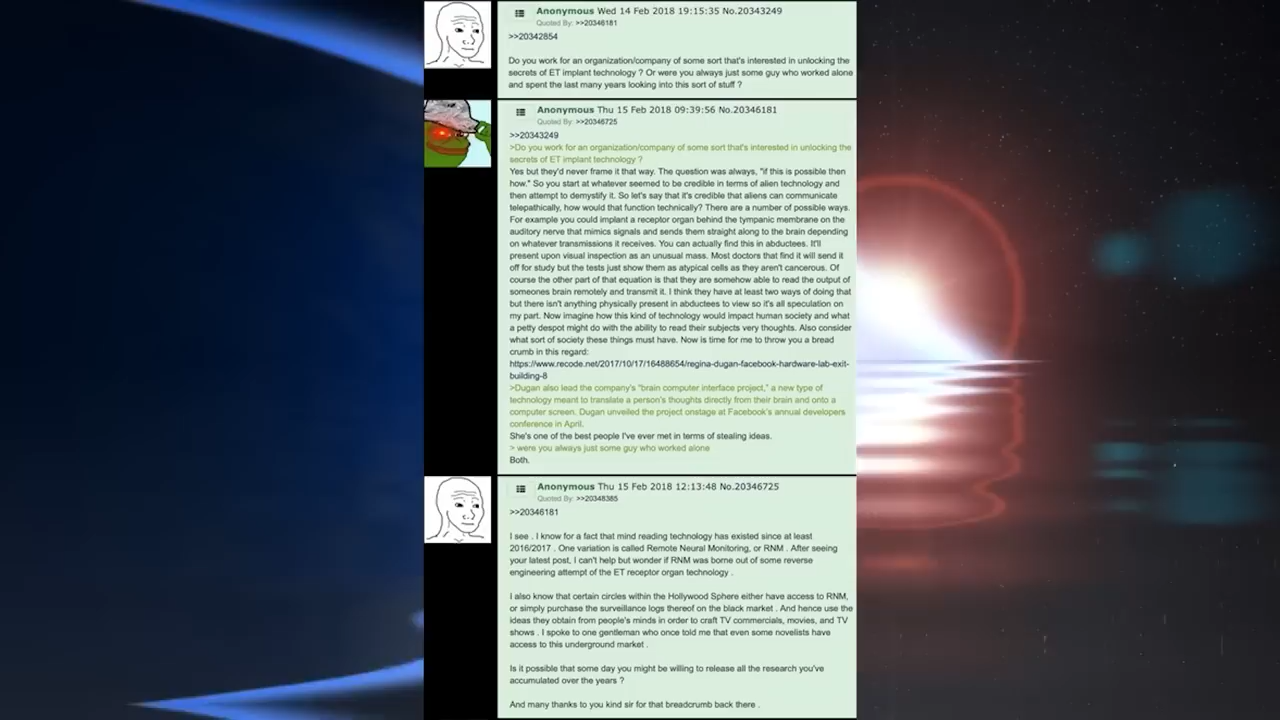 Anonymous Wed 14 Feb 2018 19:15:35 No.20343249
Quoted By: >>20346181
>>20342854
Do you work for an organization/company of some sort that's interested in unlocking the
secrets of ET implant technology ? Or were you always just some guy who worked alone
and spent the last many years looking into this sort of stuff ?
Anonymous Thu 15 Feb 2018 09:39:56 No.20346181
Quoted By: >>20346725
>>20343249
>Do you work for an organization/company of some sort that's interested in unlocking the
secrets of ET implant technology ?
Yes but they'd never frame it that way. The question was always, "if this is possible then
how." So you start at whatever seemed to be credible in terms of alien technology and
then attempt to demystify it. So let's say that it's credible that aliens can communicate
telepathically, how would that function technically? There are a number of possible ways.
For example you could implant a receptor organ behind the tympanic membrane on the
auditory nerve that mimics signals and sends them straight along to the brain depending
on whatever transmissions it receives. You can actually find this in abductees. It'll
present upon visual inspection as an unusual mass. Most doctors that find it will send it
off for study but the tests just show them as atypical cells as they aren't cancerous. Of
course the other part of that equation is that they are somehow able to read the output of
someones brain remotely and transmit it. I think they have at least two ways of doing that
but there isn't anything physically present in abductees to view so it's all speculation on
my part. Now imagine how this kind of technology would impact human society and what
a petty despot might do with the ability to read their subjects very thoughts. Also consider
what sort of society these things must have. Now is time for me to throw you a bread
crumb in this regard:
https://www.recode.net/2017/10/17/16488654/regina-dugan-facebook-hardware-lab-exit-
building-8
>Dugan also lead the company's "brain computer interface project," a new type of
technology meant to translate a person's thoughts directly from their brain and onto a
computer screen. Dugan unveiled the project onstage at Facebook's annual developers
conference in April.
She's one of the best people I've ever met in terms of stealing ideas.
> were you always just some guy who worked alone
Both.
Anonymous Thu 15 Feb 2018 12:13:48 No.20346725
Quoted By: >>20348385
>>20346181
I see . I know for a fact that mind reading technology has existed since at least
2016/2017 . One variation is called Remote Neural Monitoring, or RNM . After seeing
your latest post, I can't help but wonder if RNM was borne out of some reverse
engineering attempt of the ET receptor organ technology .
I also know that certain circles within the Hollywood Sphere either have access to RNM,
or simply purchase the surveillance logs thereof on the black market . And hence use the
ideas they obtain from people's minds in order to craft TV commercials, movies, and TV
shows . I spoke to one gentleman who once told me that even some novelists have
access to this underground market .
Is it possible that some day you might be willing to release all the research you've
accumulated over the years ?
And many thanks to you kind sir for that breadcrumb back there .